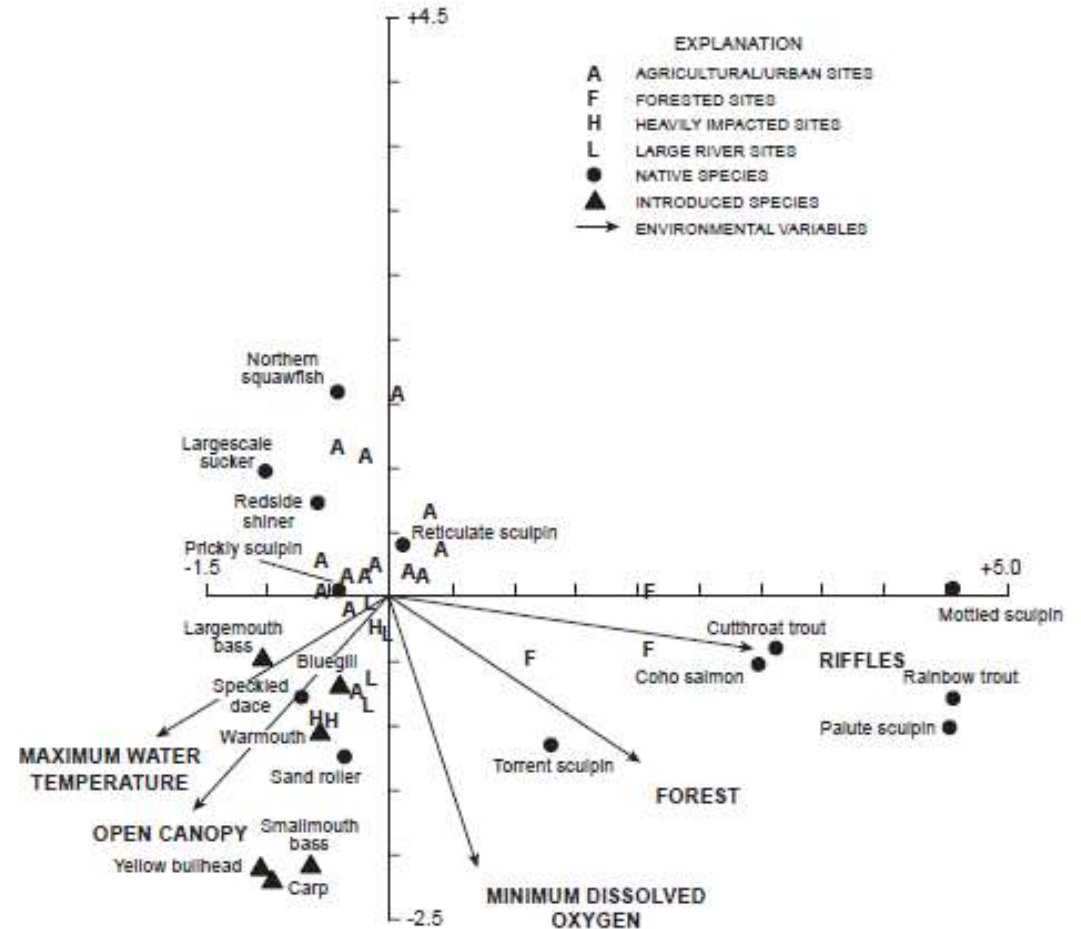 +4.5
EXPLANATION
A AGRICULTURAL/URBAN SITES
F FORESTED SITES
H HEAVILY IMPACTED SITES
L LARGE RIVER SITES
NATIVE SPECIES
INTRODUCED SPECIES
ENVIRONMENTAL VARIABLES
Northern
squawfish
A
A
A
Largescale
sucker
Redside
shiner
A
Reticulate sculpin
A
Prickly sculpin
A
A
A
A
A
A
-1.5
+5.0
A
F
L
A
Mottled sculpin
H
L
Largemouth
bass
Cutthroat trout
F
F
Bluegill
RIFFLES
Coho salmon
Rainbow trout
L
A
L
Speckled
dace
H
H
Warmouth
Palute sculpin
Sand roller
Torrent sculpin
MAXIMUM WATER
TEMPERATURE
FOREST
OPEN CANOPY
Smallmouth
bass
Yellow bullhead
Carp
MINIMUM DISSOLVED
OXYGEN
-2.5